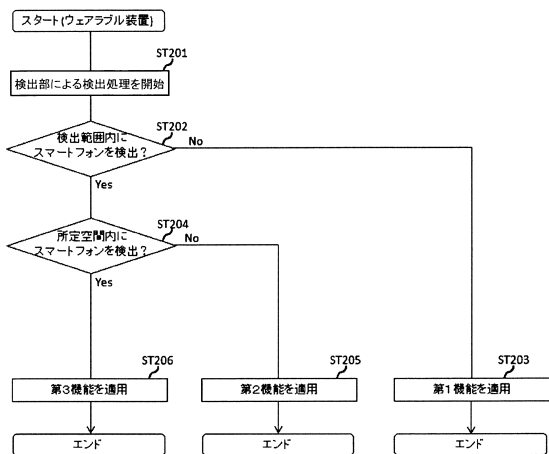 スタート(ウェアラブル装置)
ST201
検出部による検出処理を開始
ST202
検出範囲内に
スマートフォンを検出?
No
Yes
ST204
所定空間内に
スマートフォンを検出?
No
Yes
ST206
第3機能を適用
ST205
第2機能を適用
ST203
第1機能を適用
エンド
エンド
エンド